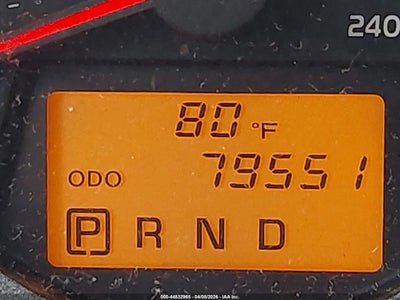 240
80 °F
ODO 79551
P R N D
000-44832965 - 04/09/2026 - IAA Inc.